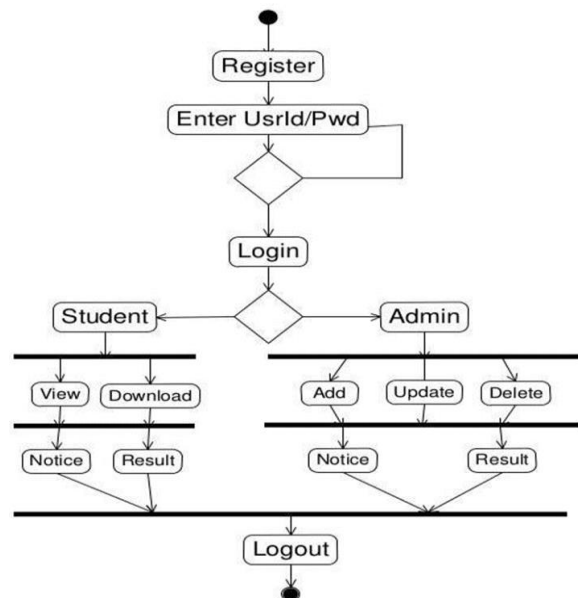 Register
Enter UsrId/Pwd
Login
Student
Admin
View
Download
Add
Update
Delete
Notice
Result
Notice
Result
Logout